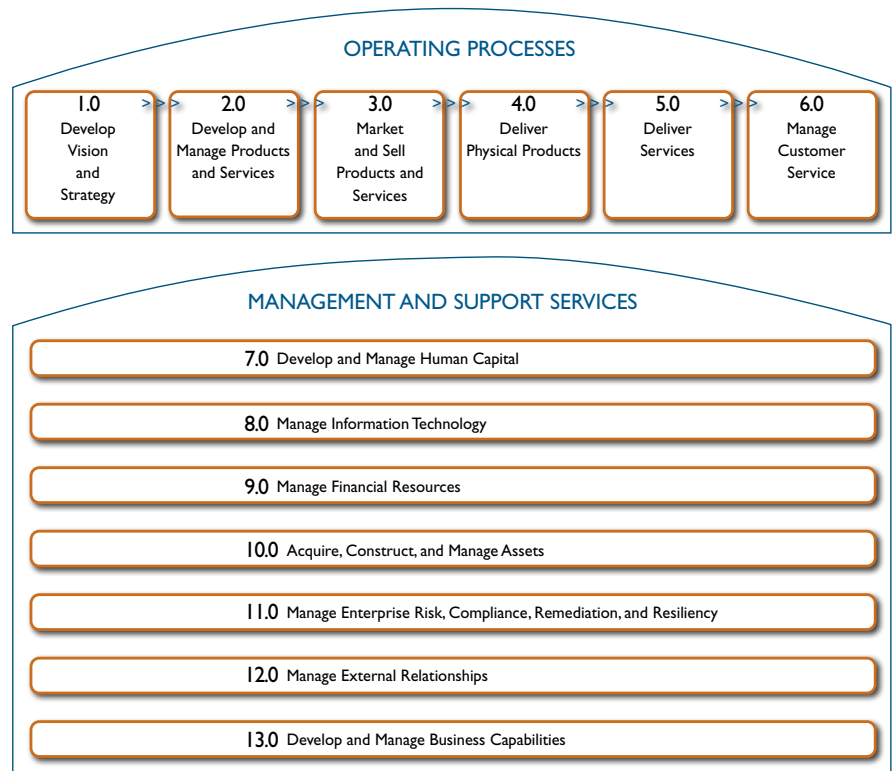 OPERATING PROCESSES
1.0
Develop
Vision
and
Strategy
> > >
2.0
Develop and
Manage Products
and Services
> > >
3.0
Market
and Sell
Products and
Services
> > >
4.0
Deliver
Physical Products
> > >
5.0
Deliver
Services
> > >
6.0
Manage
Customer
Service
MANAGEMENT AND SUPPORT SERVICES
7.0 Develop and Manage Human Capital
8.0 Manage Information Technology
9.0 Manage Financial Resources
10.0 Acquire, Construct, and Manage Assets
11.0 Manage Enterprise Risk, Compliance, Remediation, and Resiliency
12.0 Manage External Relationships
13.0 Develop and Manage Business Capabilities